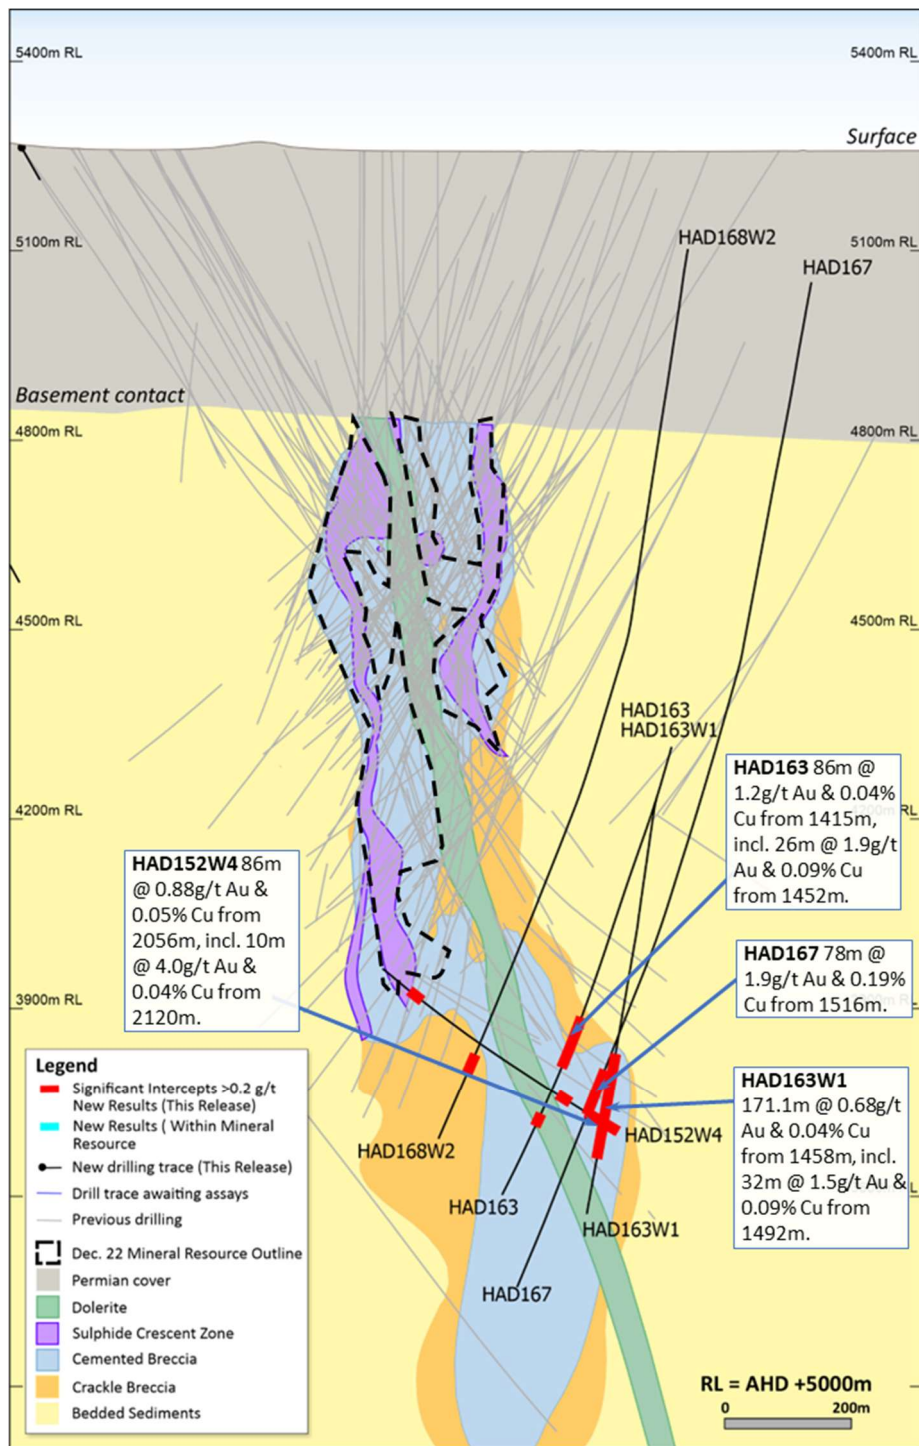 5400m RL
5400m RL
Surface
5100m RL
5100m RL
HAD168W2
HAD167
Basement contact
4800m RL
4800m RL
4500m RL
4500m RL
HAD163
HAD163W1
HAD163 86m @
1.2g/t Au & 0.04%
Cu from 1415m,
incl. 26m @ 1.9g/t
Au & 0.09% Cu
from 1452m.
4200m RL
HAD152W4 86m
@ 0.88g/t Au &
0.05% Cu from
2056m, incl. 10m
@ 4.0g/t Au &
0.04% Cu from
2120m.
HAD167 78m @
1.9g/t Au & 0.19%
Cu from 1516m.
3900m RL
HAD163W1
171.1m @ 0.68g/t
Au & 0.04% Cu
from 1458m, incl.
32m @ 1.5g/t Au &
0.09% Cu from
1492m.
HAD152W4
HAD168W2
HAD163
HAD163W1
HAD167
Legend
Significant Intercepts >0.2 g/t
New Results (This Release)
New Results ( Within Mineral
Resource
New drilling trace (This Release)
Drill trace awaiting assays
Previous drilling
Dec. 22 Mineral Resource Outline
Permian cover
Dolerite
Sulphide Crescent Zone
Cemented Breccia
Crackle Breccia
Bedded Sediments
RL = AHD +5000m
0 200m